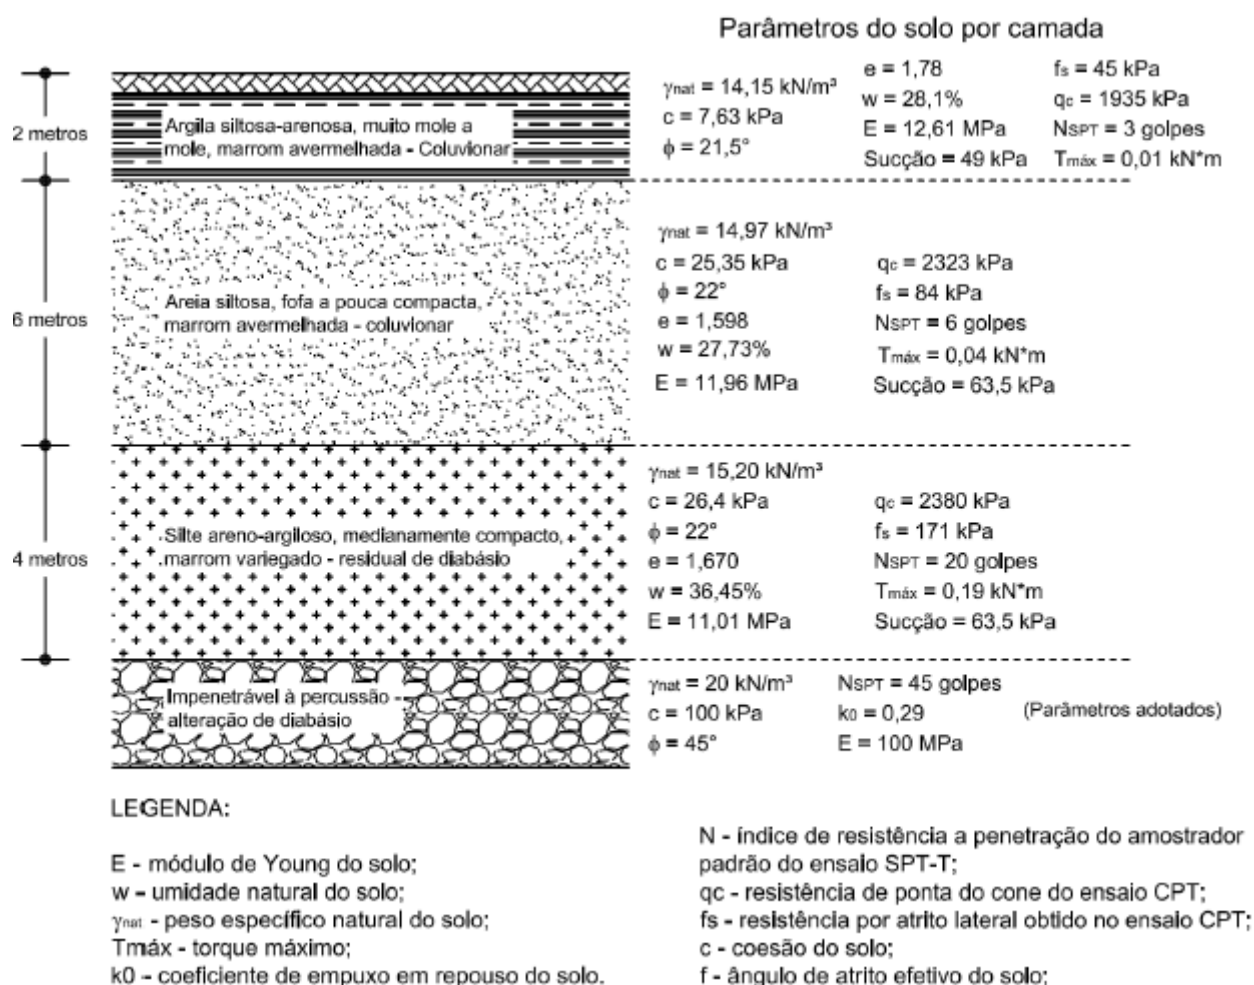 Parâmetros do solo por camada
2 metros
Argila siltosa-arenosa, muito mole a
mole, marrom avermelhada - Coluvionar
γnat = 14,15 kN/m³
c = 7,63 kPa
ϕ = 21,5°
e = 1,78
w = 28,1%
E = 12,61 MPa
Sucção = 49 kPa
fs = 45 kPa
qc = 1935 kPa
NSPT = 3 golpes
Tmáx = 0,01 kN*m
6 metros
Areia siltosa, fofa a pouca compacta,
marrom avermelhada - coluvionar
γnat = 14,97 kN/m³
c = 25,35 kPa
ϕ = 22°
e = 1,598
w = 27,73%
E = 11,96 MPa
qc = 2323 kPa
fs = 84 kPa
NSPT = 6 golpes
Tmáx = 0,04 kN*m
Sucção = 63,5 kPa
4 metros
Silte areno-argiloso, medianamente compacto,
marrom variegado - residual de diabásio
γnat = 15,20 kN/m³
c = 26,4 kPa
ϕ = 22°
e = 1,670
w = 36,45%
E = 11,01 MPa
qc = 2380 kPa
fs = 171 kPa
NSPT = 20 golpes
Tmáx = 0,19 kN*m
Sucção = 63,5 kPa
Impenetrável à percussão -
alteração de diabásio
γnat = 20 kN/m³
c = 100 kPa
ϕ = 45°
NSPT = 45 golpes
k0 = 0,29
E = 100 MPa
(Parâmetros adotados)
LEGENDA:
E - módulo de Young do solo;
w - umidade natural do solo;
γnat - peso específico natural do solo;
Tmáx - torque máximo;
k0 - coeficiente de empuxo em repouso do solo.
N - índice de resistência a penetração do amostrador
padrão do ensaio SPT-T;
qc - resistência de ponta do cone do ensaio CPT;
fs - resistência por atrito lateral obtido no ensaio CPT;
c - coesão do solo;
f - ângulo de atrito efetivo do solo;